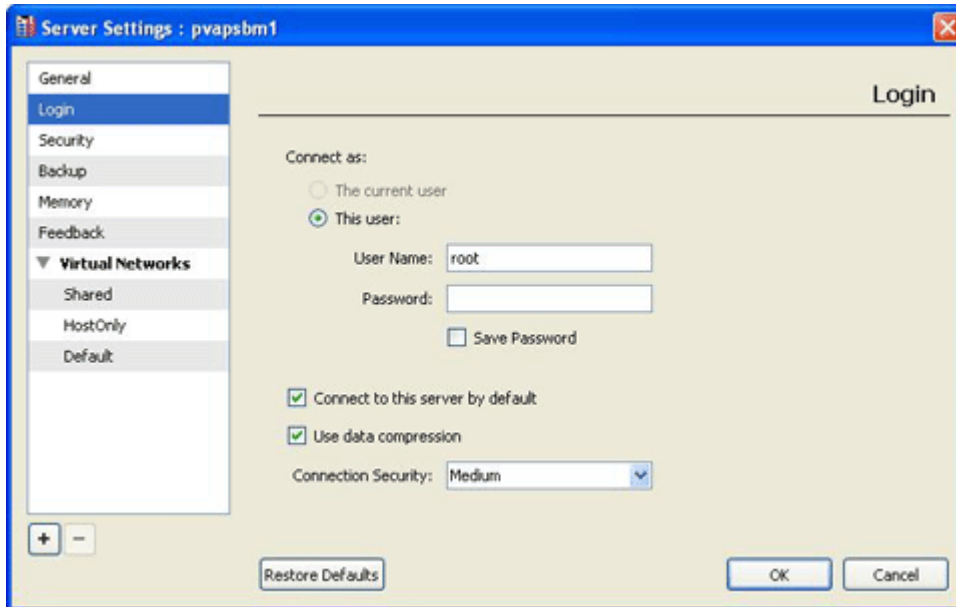 Server Settings : pvapsbm1
General
Login
Security
Backup
Memory
Feedback
Virtual Networks
Shared
HostOnly
Default
Login
Connect as:
The current user
This user:
User Name: root
Password:
Save Password
Connect to this server by default
Use data compression
Connection Security: Medium
Restore Defaults OK Cancel